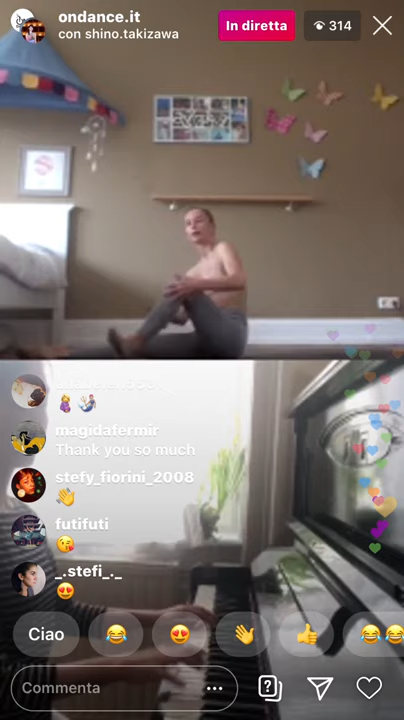 ondance.it
con shino.takizawa
In diretta
314
magidafermir
Thank you so much
stefy_fiorini_2008
futifuti
_.stefi_._
Ciao
Commenta